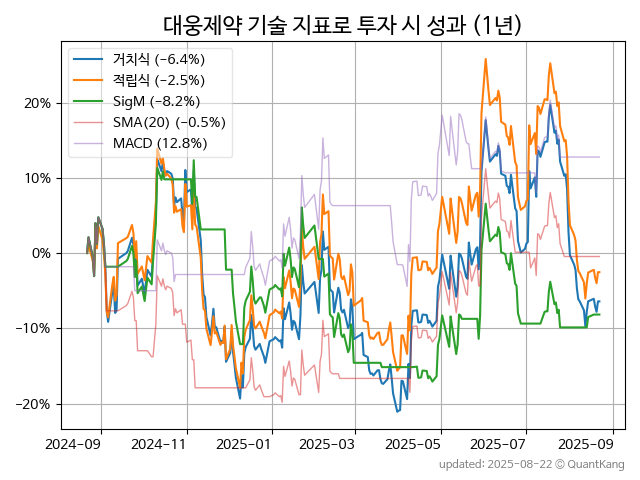 대웅제약 기술 지표로 투자 시 성과 (1년)
거치식 (−6.4%)
적립식 (−2.5%)
SigM (−8.2%)
SMA(20) (−0.5%)
MACD (12.8%)
20%
10%
0%
−10%
−20%
2024-09
2024-11
2025-01
2025-03
2025-05
2025-07
2025-09
updated: 2025-08-22 © QuantKang